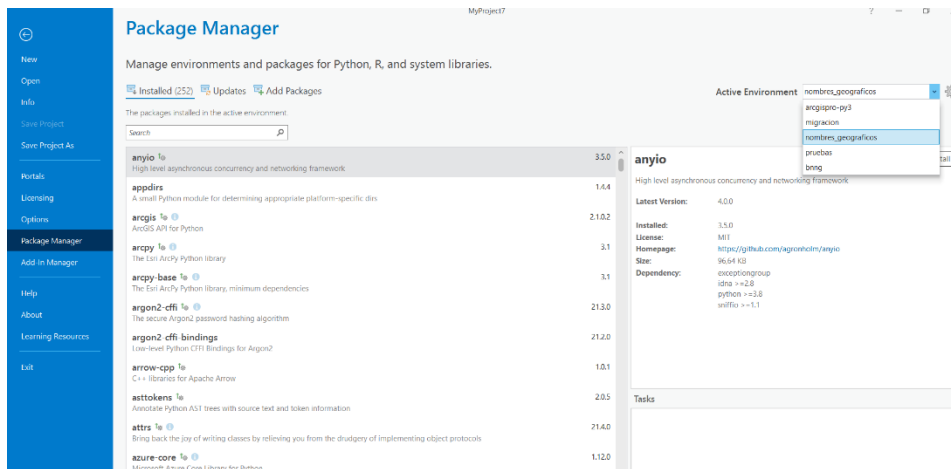 MyProject7
?
Package Manager
New
Open
Info
Save Project
Save Project As
Portals
Licensing
Options
Package Manager
Add-In Manager
Help
About
Learning Resources
Exit
Manage environments and packages for Python, R, and system libraries.
Installed (252) Updates Add Packages
Active Environment nombres_geograficos
arcgispro-py3
migracion
nombres_geograficos
pruebas
bnng
The packages installed in the active environment.
Search
anyio 3.5.0
High level asynchronous concurrency and networking framework
appdirs 1.4.4
A small Python module for determining appropriate platform-specific dirs
arcgis 2.1.0.2
ArcGIS API for Python
arcpy 3.1
The Esri ArcPy Python library
arcpy-base 3.1
The Esri ArcPy Python library, minimum dependencies
argon2-cffi 21.3.0
The secure Argon2 password hashing algorithm
argon2-cffi-bindings 21.2.0
Low-level Python CFFI Bindings for Argon2
arrow-cpp 1.0.1
C++ libraries for Apache Arrow
asttokens 2.0.5
Annotate Python AST trees with source text and token information
attrs 21.4.0
Bring back the joy of writing classes by relieving you from the drudgery of implementing object protocols
azure-core 1.12.0
Microsoft Azure Core Library for Python
anyio
High level asynchronous concurrency and networking framework
Latest Version: 4.0.0
Installed: 3.5.0
License: MIT
Homepage: https://github.com/agronholm/anyio
Size: 96.64 KB
Dependency: exceptiongroup
idna >=2.8
python >=3.8
sniffio >=1.1
Tasks